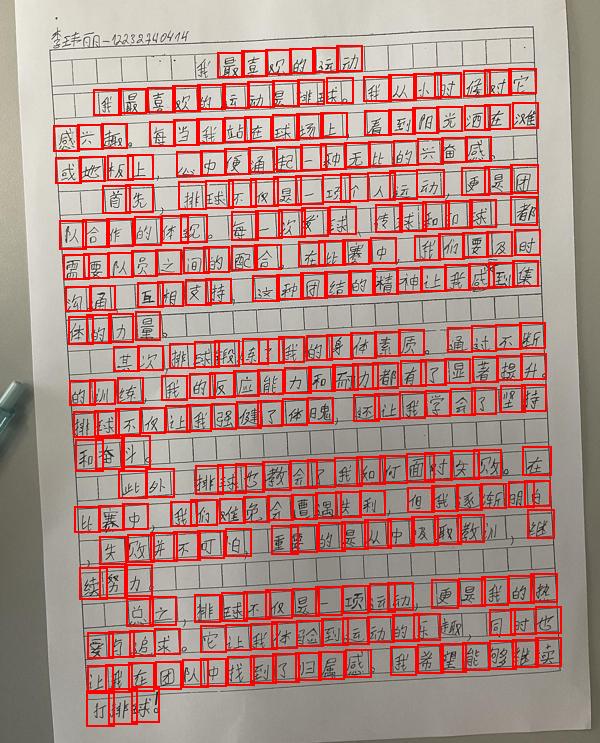 李玮丽-12232740414
我最喜欢的运动
我最喜欢的运动是排球。我从小时候对它
感兴趣。每当我站在球场上,看到阳光洒在滩
或地板上,心中便涌起一种无比的兴奋感。
首先,排球不仅是一项个人运动,更是团
队合作的体现。每一次发球、传球和扣球 都
需要队员之间的配合,在比赛中,我们要及时
沟通 互相支持,这种团结的精神让我感到集
体的力量。
其次,排球锻炼了我的身体素质。通过不断
的训练,我的反应能力和耐力都有了显著提升。
排球不仅让我强健了体魄,还让我学会了坚持
和奋斗。
此外 排球也教会了我如何面对失败。在
比赛中,我们难免会遭遇失利,但我逐渐明白
,失败并不可怕,重要的是从中汲取教训,继
续努力。
总之,排球不仅是一项运动,更是我的热
爱与追求。它让我体验到运动的乐趣,同时也
让我在团队中找到了归属感。我希望能够继续
打排球!